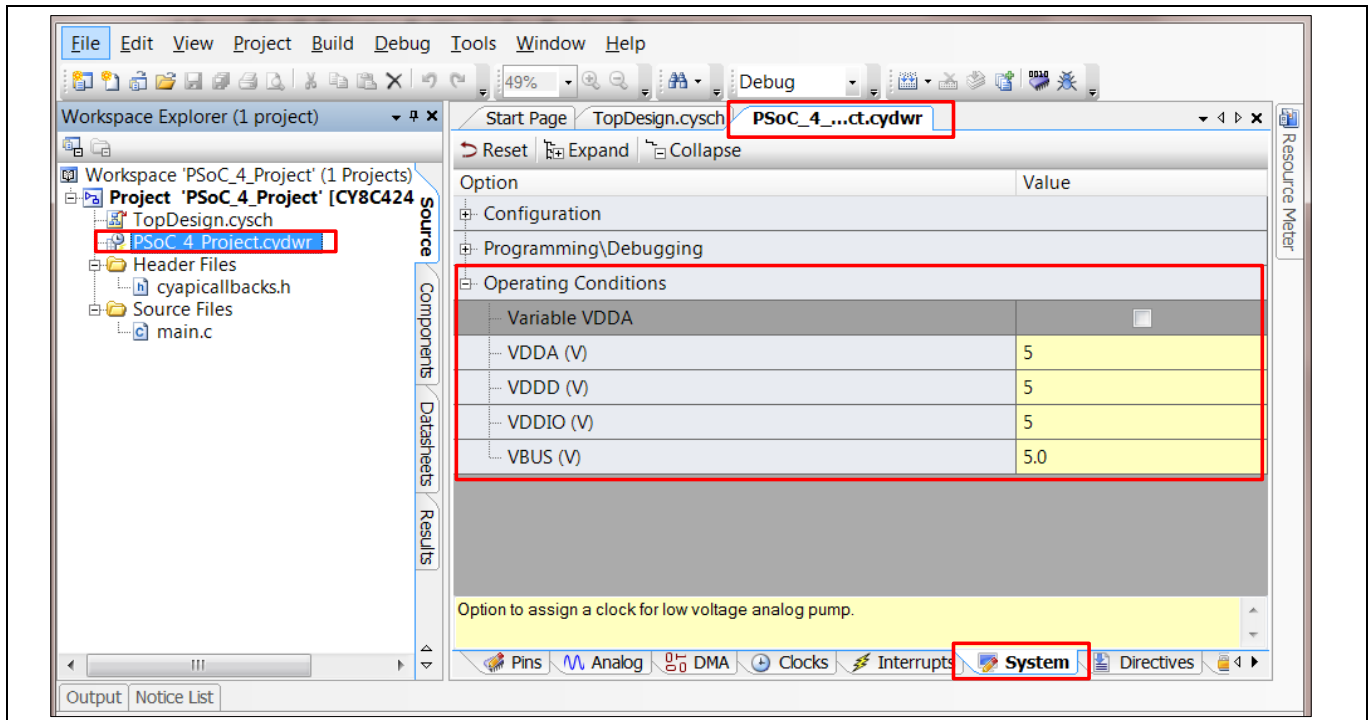 File Edit View Project Build Debug Tools Window Help
49% Debug
Workspace Explorer (1 project)
Start Page TopDesign.cysch PSoC_4_...ct.cydwr
Reset Expand Collapse
Workspace 'PSoC_4_Project' (1 Projects)
Project 'PSoC_4_Project' [CY8C424
TopDesign.cysch
PSoC_4_Project.cydwr
Header Files
cyapicallbacks.h
Source Files
main.c
Source
Components
Datasheets
Results
Option Value
Configuration
Programming\Debugging
Operating Conditions
Variable VDDA
VDDA (V) 5
VDDD (V) 5
VDDIO (V) 5
VBUS (V) 5.0
Option to assign a clock for low voltage analog pump.
Pins Analog DMA Clocks Interrupts System Directives
Resource Meter
Output Notice List